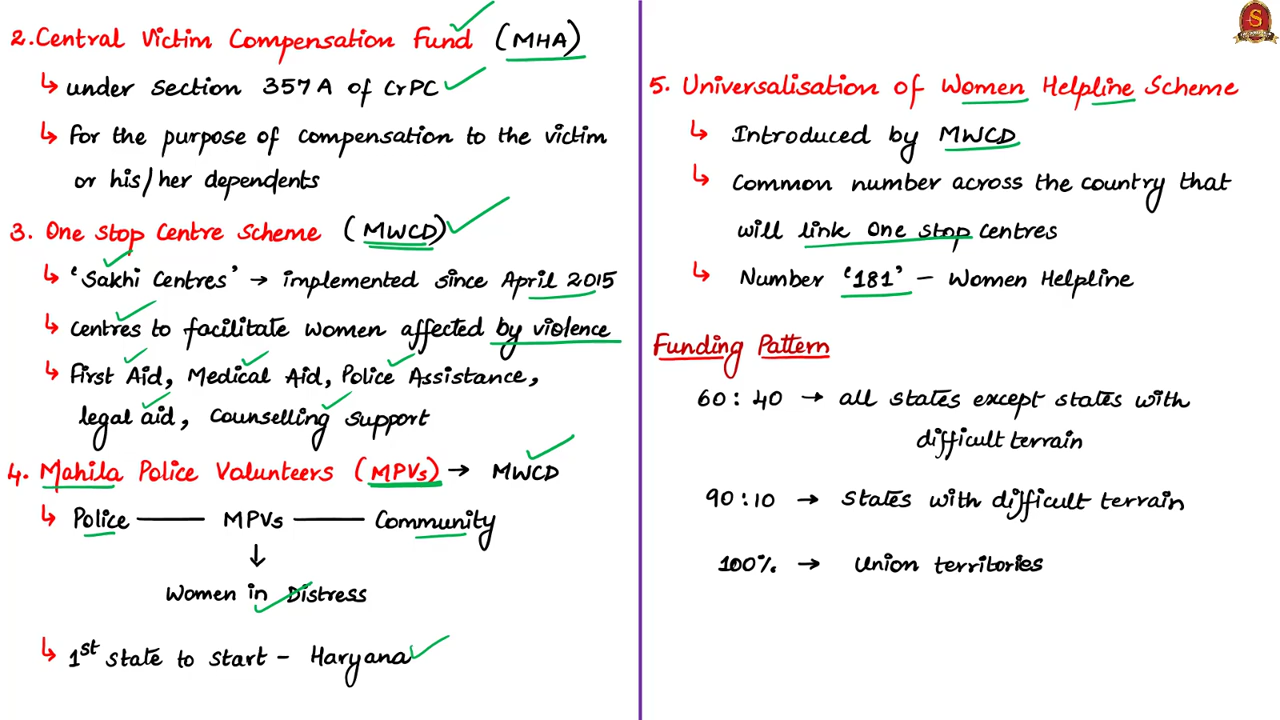 2. Central Victim Compensation Fund (MHA)
↳ under section 357A of CrPC
↳ for the purpose of compensation to the victim
or his/her dependents
3. One stop Centre Scheme (MWCD)
↳ 'Sakhi Centres' → implemented since April 2015
↳ centres to facilitate women affected by violence
↳ First Aid, Medical Aid, Police Assistance,
legal aid, Counselling support
4. Mahila Police Valunteers (MPVs) → MWCD
↳ Police — MPVs — Community
↓
Women in Distress
↳ 1st state to start - Haryana
S
5. Universalisation of Women Helpline Scheme
↳ Introduced by MWCD
↳ Common number across the country that
will link One stop centres
↳ Number '181' - Women Helpline
Funding Pattern
60 : 40 → all states except states with
difficult terrain
90 : 10 → states with difficult terrain
100% → Union territories